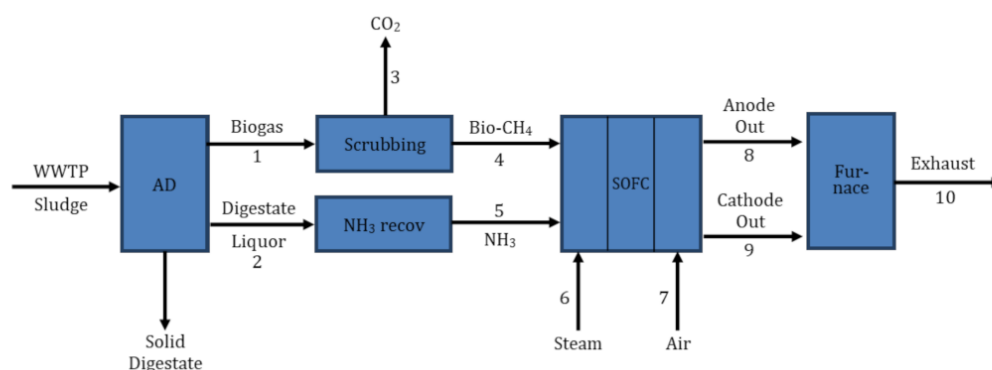 CO₂
3
WWTP
Sludge
AD
Biogas
1
Scrubbing
Bio-CH₄
4
Digestate
Liquor
2
NH₃ recov
5
NH₃
SOFC
6
Steam
7
Air
Anode
Out
8
Cathode
Out
9
Fur-
nace
Exhaust
10
Solid
Digestate